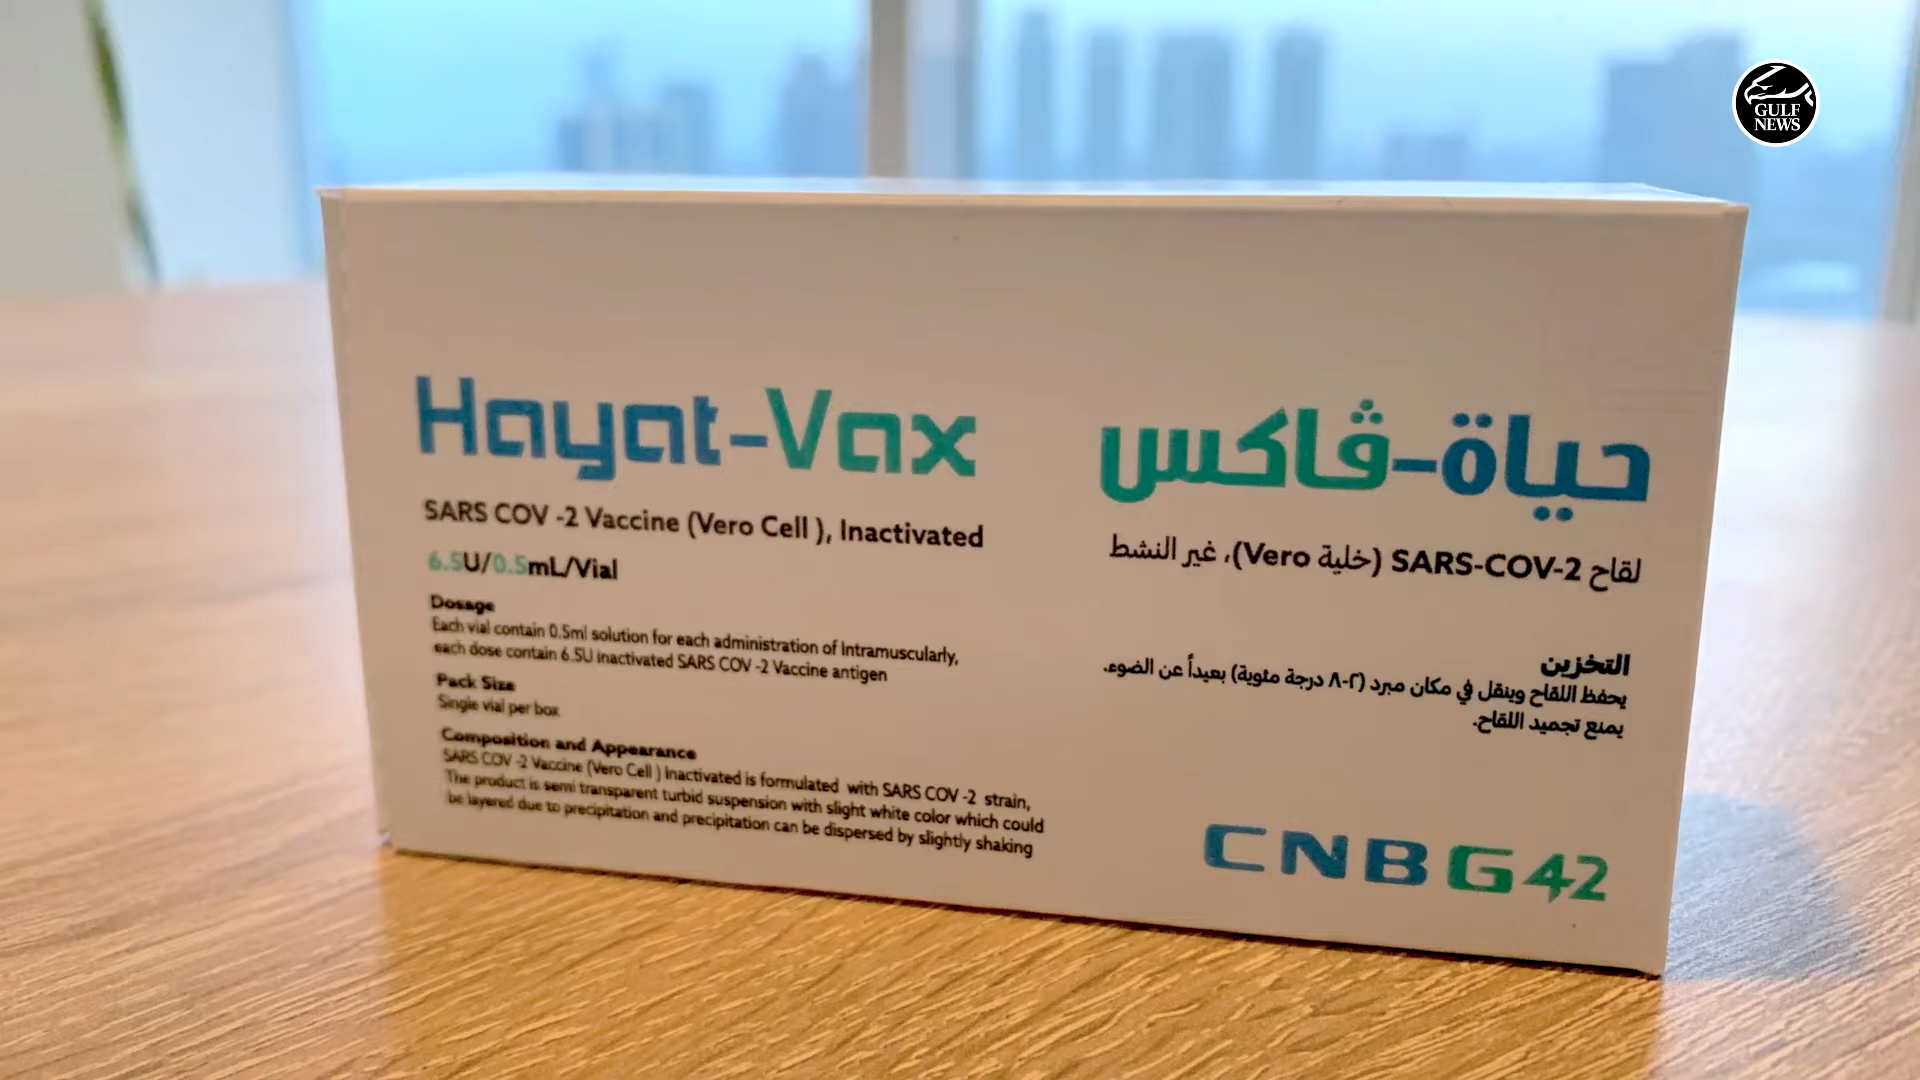 GULF
NEWS
Hayat-Vax
SARS COV -2 Vaccine (Vero Cell ), Inactivated
6.5U/0.5mL/Vial
Dosage
Each vial contain 0.5ml solution for each administration of Intramuscularly,
each dose contain 6.5U inactivated SARS COV -2 Vaccine antigen
Pack Size
Single vial per box
Composition and Appearance
SARS COV -2 Vaccine (Vero Cell ) Inactivated is formulated with SARS COV -2 strain,
The product is semi transparent turbid suspension with slight white color which could
be layered due to precipitation and precipitation can be dispersed by slightly shaking
حياة-ڤاكس
لقاح SARS-COV-2 (خلية Vero)، غير النشط
التخزين
يحفظ اللقاح وينقل في مكان مبرد (٢-٨ درجة مئوية) بعيداً عن الضوء.
يمنع تجميد اللقاح.
CNBG42